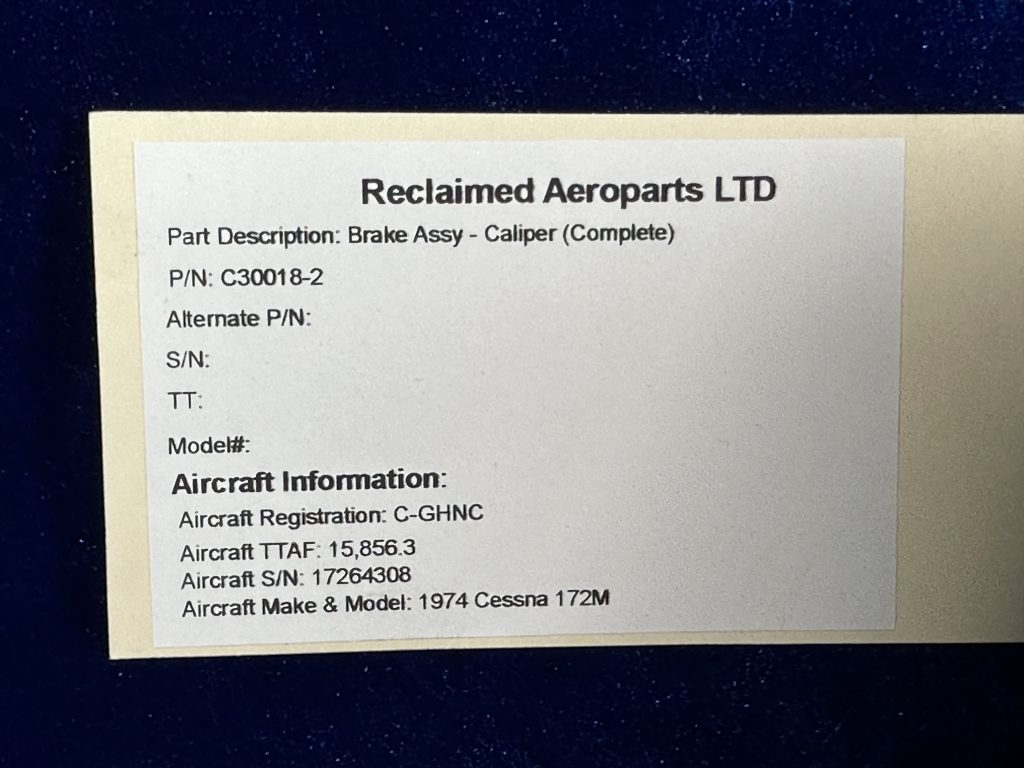 Reclaimed Aeroparts LTD
Part Description: Brake Assy - Caliper (Complete)
P/N: C30018-2
Alternate P/N:
S/N:
TT:
Model#:
Aircraft Information:
Aircraft Registration: C-GHNC
Aircraft TTAF: 15,856.3
Aircraft S/N: 17264308
Aircraft Make & Model: 1974 Cessna 172M